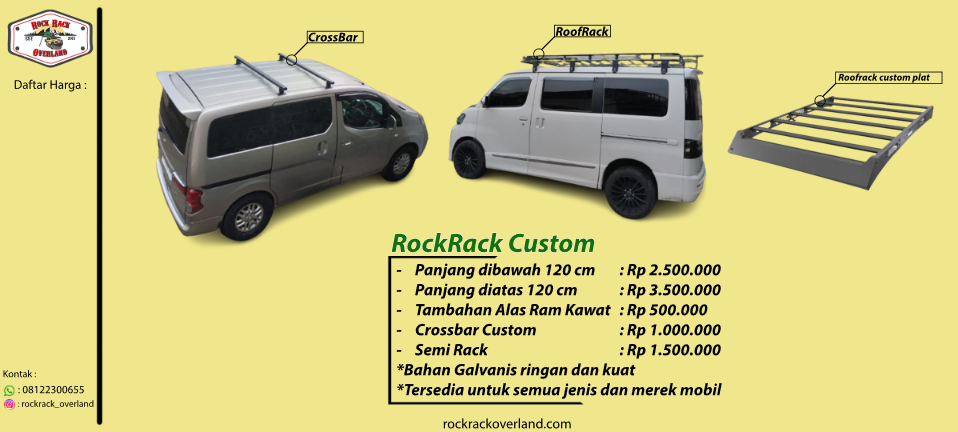 ROCK RACK
OVERLAND
Daftar Harga :
CrossBar
RoofRack
Roofrack custom plat
RockRack Custom
- Panjang dibawah 120 cm : Rp 2.500.000
- Panjang diatas 120 cm : Rp 3.500.000
- Tambahan Alas Ram Kawat : Rp 500.000
- Crossbar Custom : Rp 1.000.000
- Semi Rack : Rp 1.500.000
*Bahan Galvanis ringan dan kuat
*Tersedia untuk semua jenis dan merek mobil
Kontak :
: 08122300655
: rockrack_overland
rockrackoverland.com